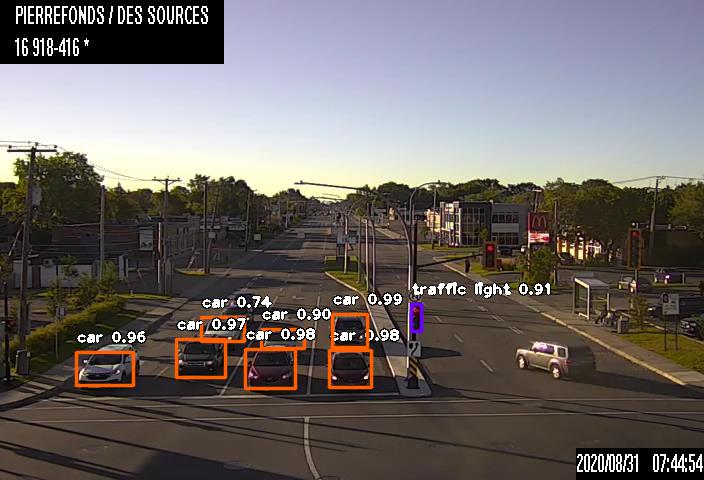 PIERREFONDS / DES SOURCES
16 918-416 *
car 0.99
car 0.74
car 0.90
traffic light 0.91
car 0.97
car 0.96
car 0.98
car 0.98
2020/08/31 07:44:54